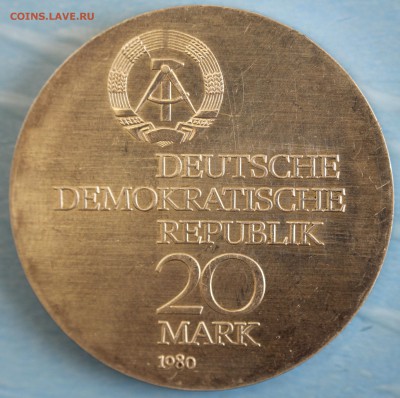 COINS.LAVE.RU
DEUTSCHE
DEMOKRATISCHE
REPUBLIK
20
MARK
1980